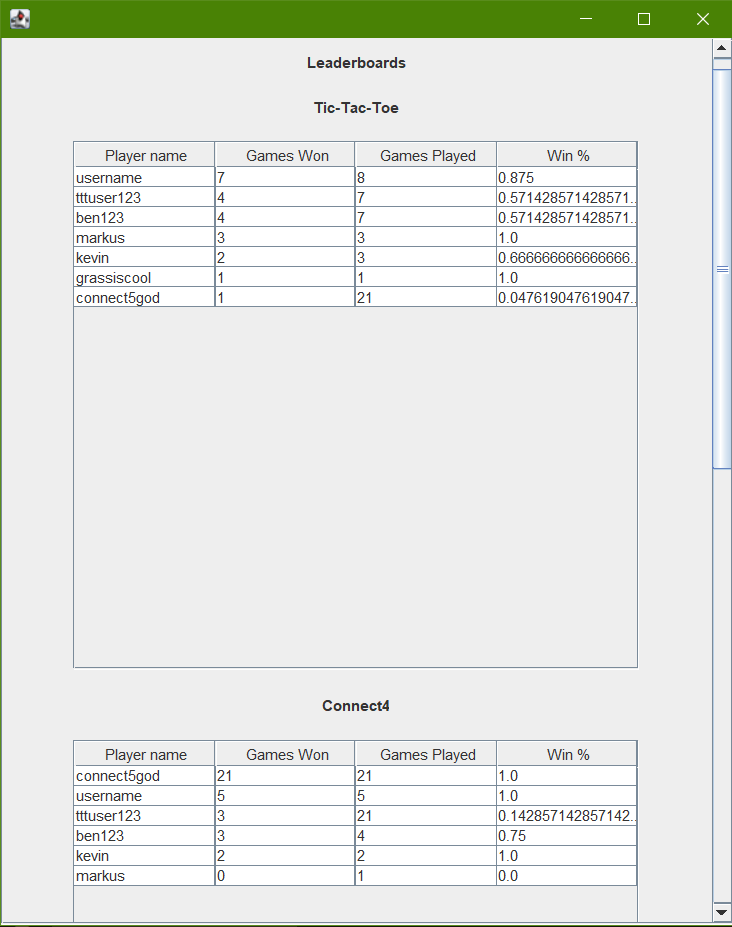 Leaderboards
Tic-Tac-Toe
Player name Games Won Games Played Win %
username 7 8 0.875
tttuser123 4 7 0.571428571428571..
ben123 4 7 0.571428571428571..
markus 3 3 1.0
kevin 2 3 0.666666666666666..
grassiscool 1 1 1.0
connect5god 1 21 0.047619047619047..
Connect4
Player name Games Won Games Played Win %
connect5god 21 21 1.0
username 5 5 1.0
tttuser123 3 21 0.142857142857142..
ben123 3 4 0.75
kevin 2 2 1.0
markus 0 1 0.0